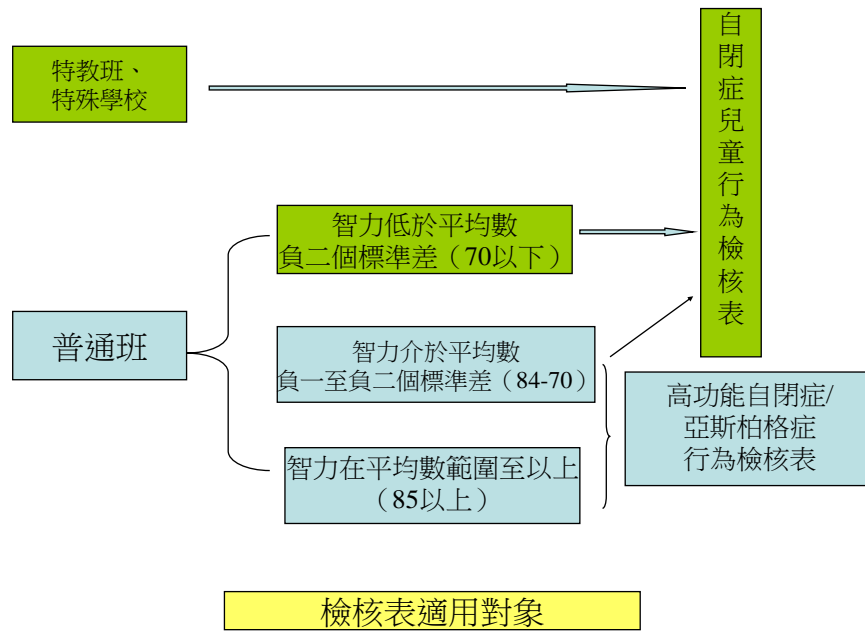 特教班、
特殊學校
自
閉
症
兒
童
行
為
檢
核
表
智力低於平均數
負二個標準差（70以下）
普通班
智力介於平均數
負一至負二個標準差（84-70）
智力在平均數範圍至以上
（85以上）
高功能自閉症/
亞斯柏格症
行為檢核表
檢核表適用對象